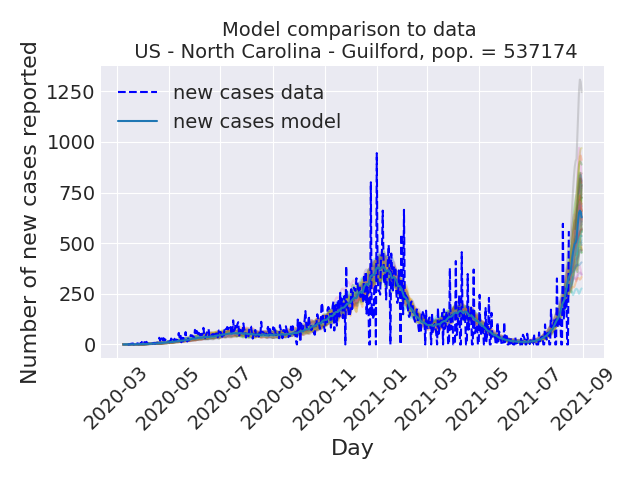 Model comparison to data
US - North Carolina - Guilford, pop. = 537174
Number of new cases reported
1250
1000
750
500
250
0
new cases data
new cases model
2020-03
2020-05
2020-07
2020-09
2020-11
2021-01
2021-03
2021-05
2021-07
2021-09
Day